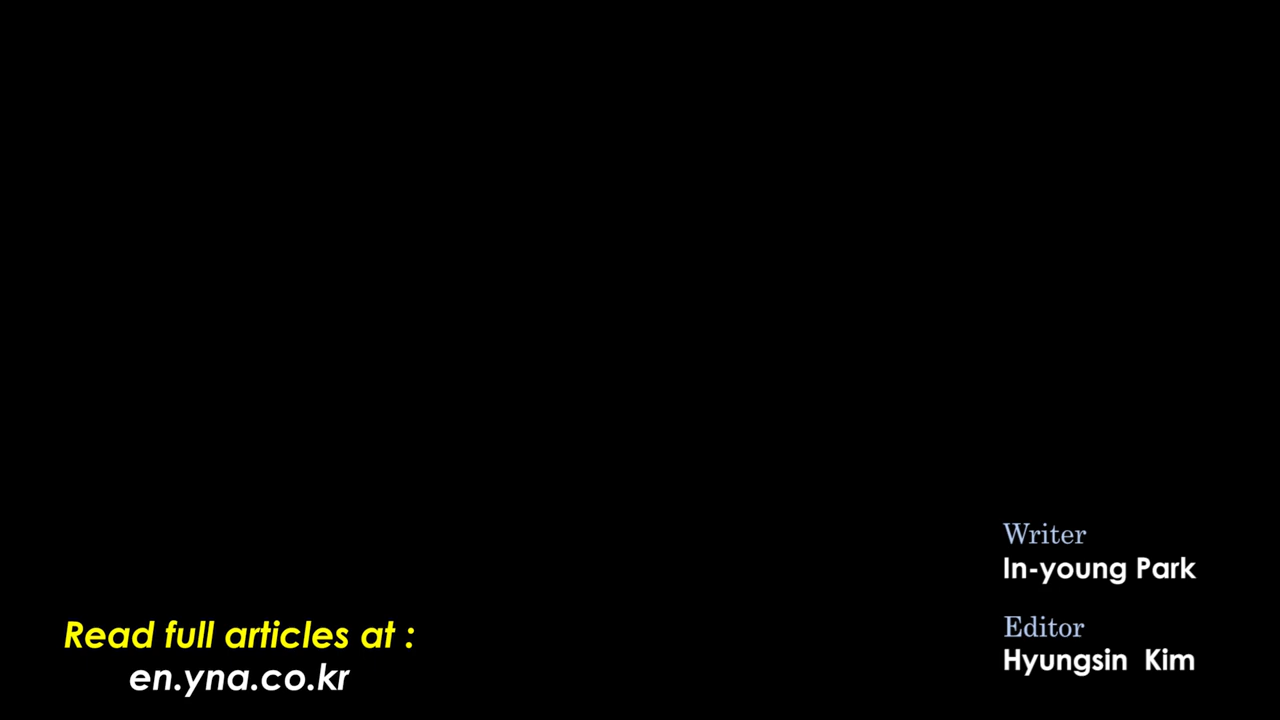 Writer
In-young Park
Editor
Hyungsin Kim
Read full articles at :
en.yna.co.kr